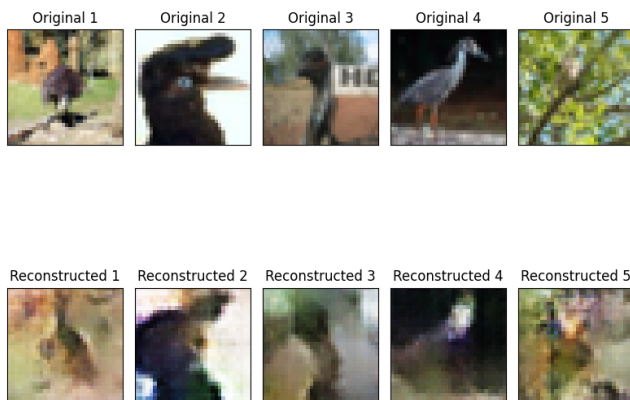 Original 1 Original 2 Original 3 Original 4 Original 5
HO
Reconstructed 1 Reconstructed 2 Reconstructed 3 Reconstructed 4 Reconstructed 5